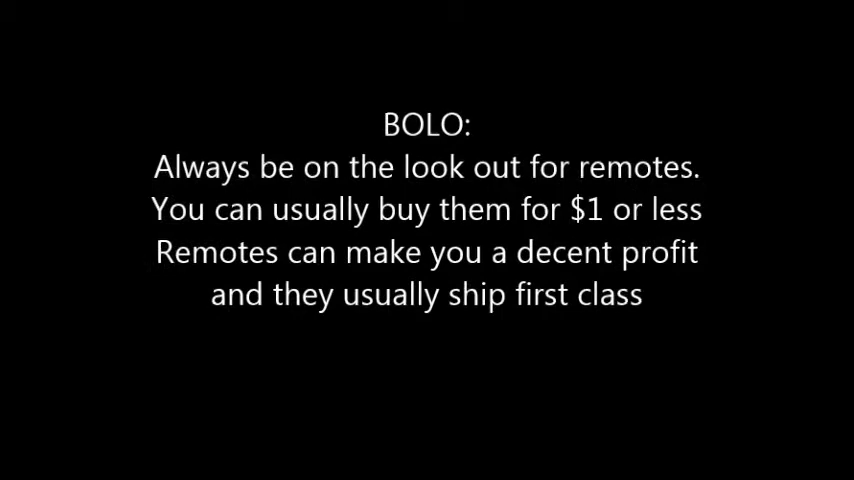 BOLO:
Always be on the look out for remotes.
You can usually buy them for $1 or less
Remotes can make you a decent profit
and they usually ship first class